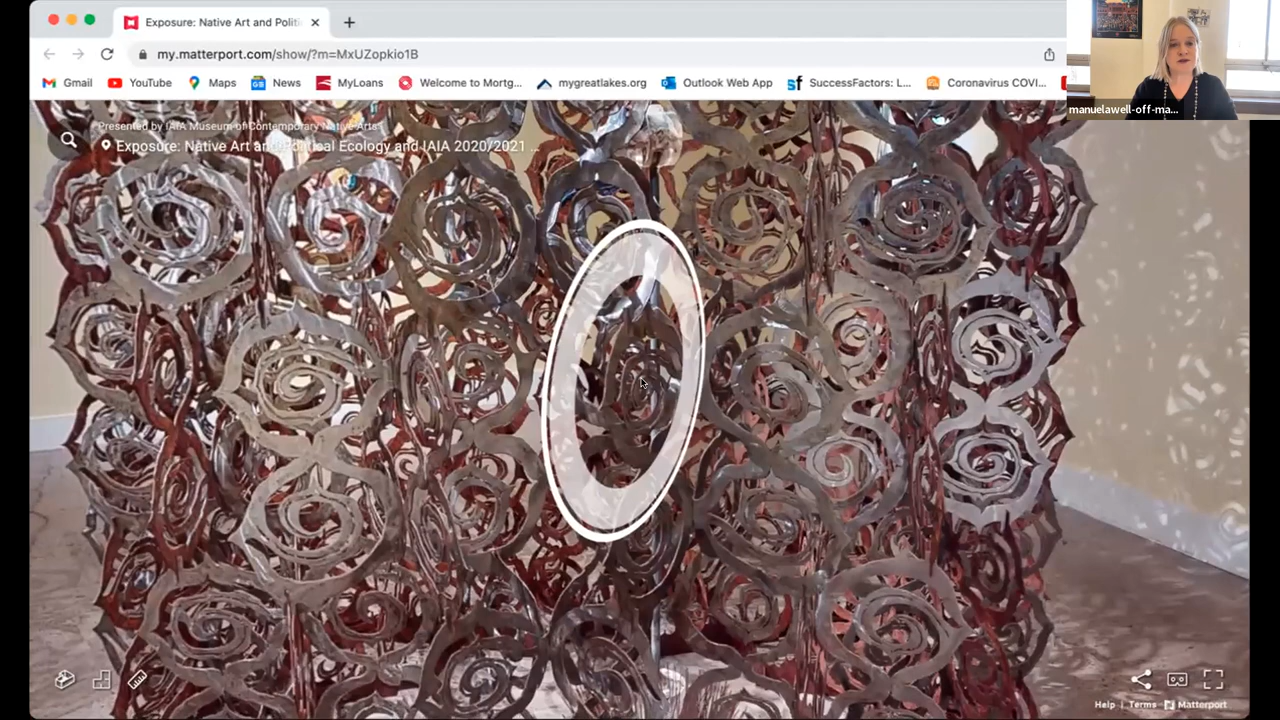 Exposure: Native Art and Politi
my.matterport.com/show/?m=MxUZopkio1B
Gmail YouTube Maps News MyLoans Welcome to Mortg... mygreatlakes.org Outlook Web App SuccessFactors: L... Coronavirus COVI...
manuelawell-off-ma...
Presented by IAIA Museum of Contemporary Native Arts
Exposure: Native Art and Political Ecology and IAIA 2020/2021 ...
Help | Terms Matterport